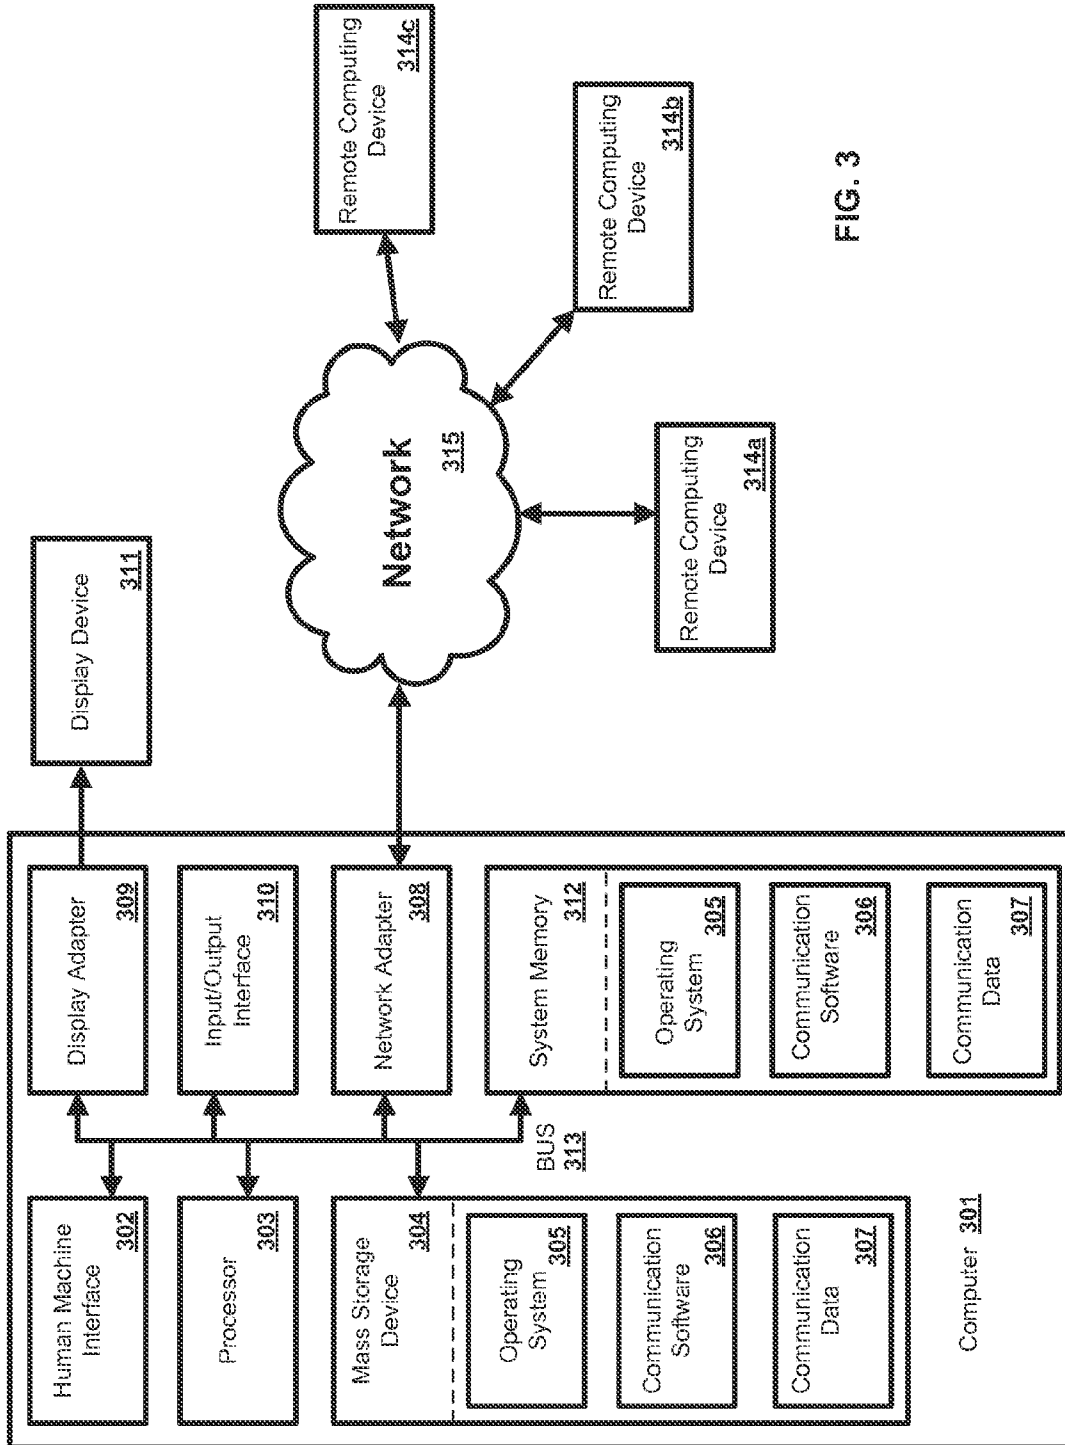 Human Machine
Interface
302
Processor
303
Mass Storage
Device
304
Operating
System
305
Communication
Software
306
Communication
Data
307
Computer 301
BUS
313
Display Adapter
309
Input/Output
Interface
310
Network Adapter
308
System Memory
312
Operating
System
305
Communication
Software
306
Communication
Data
307
Display Device
311
Network
315
Remote Computing
Device
314a
Remote Computing
Device
314b
Remote Computing
Device
314c
FIG. 3